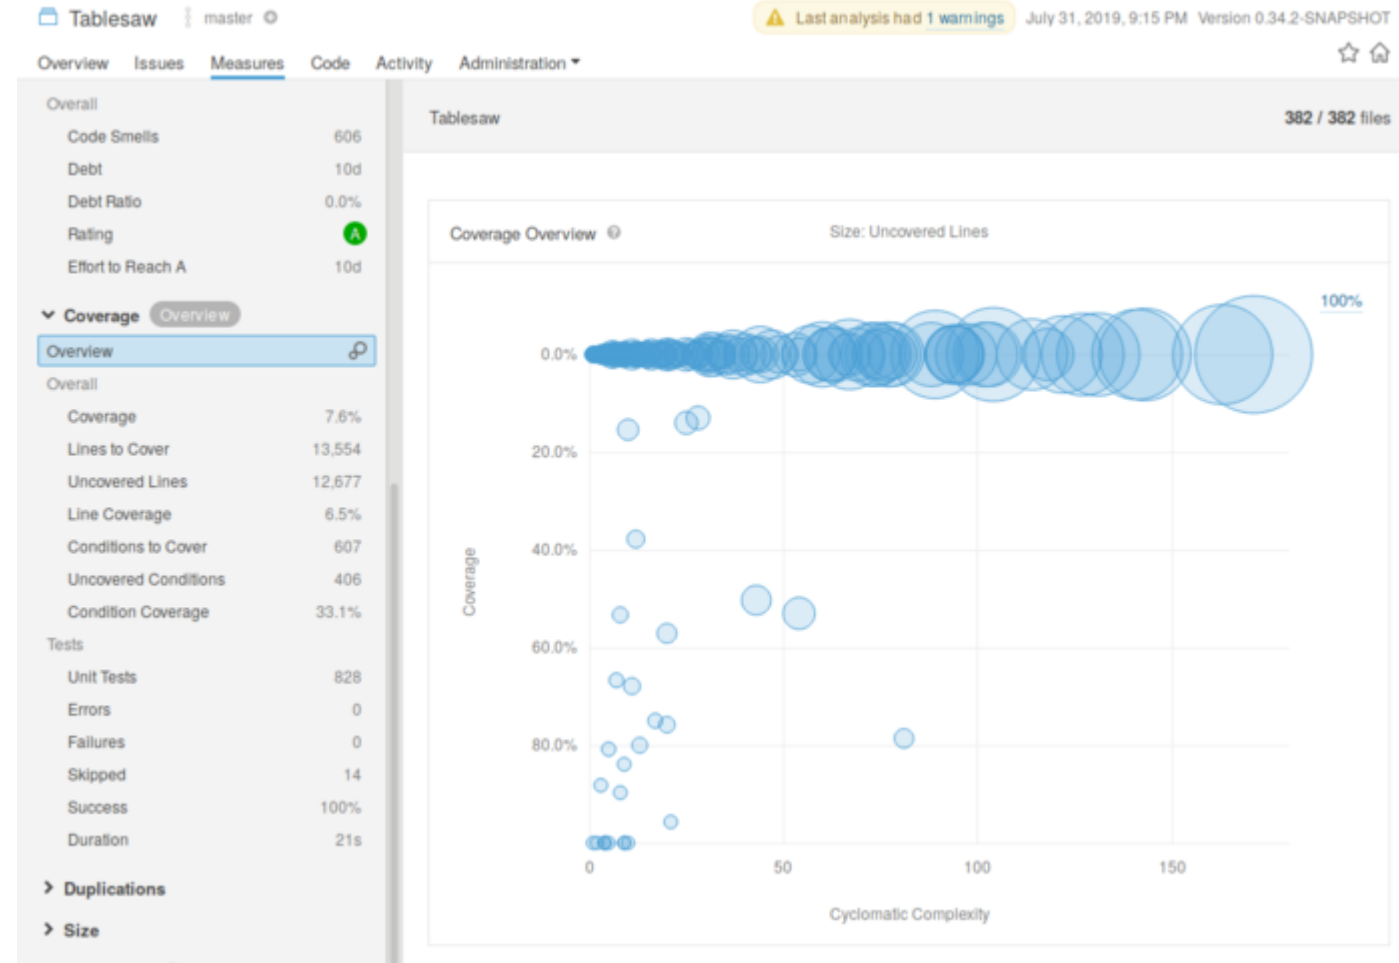 Tablesaw master
Last analysis had 1 warnings July 31, 2019, 9:15 PM Version 0.34.2-SNAPSHOT
Overview Issues Measures Code Activity Administration
Overall
Code Smells 606
Debt 10d
Debt Ratio 0.0%
Rating A
Effort to Reach A 10d
Coverage Overview
Overview
Overall
Coverage 7.6%
Lines to Cover 13,554
Uncovered Lines 12,677
Line Coverage 6.5%
Conditions to Cover 607
Uncovered Conditions 406
Condition Coverage 33.1%
Tests
Unit Tests 828
Errors 0
Failures 0
Skipped 14
Success 100%
Duration 21s
Duplications
Size
Tablesaw 382 / 382 files
Coverage Overview ? Size: Uncovered Lines
100%
0.0%
20.0%
40.0%
60.0%
80.0%
Coverage
0 50 100 150
Cyclomatic Complexity